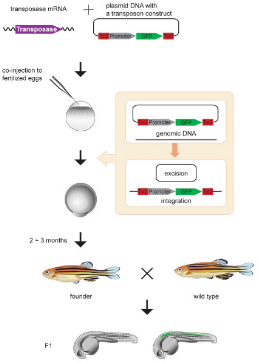 transposase mRNA
plasmid DNA with
a transposon construct
Transposase
Tol2 Promoter GFP Tol2
co-injection to
fertilized eggs
Tol2 Promoter GFP Tol2
genomic DNA
excision
Tol2 Promoter GFP Tol2
integration
2 ~ 3 months
founder
wild type
F1